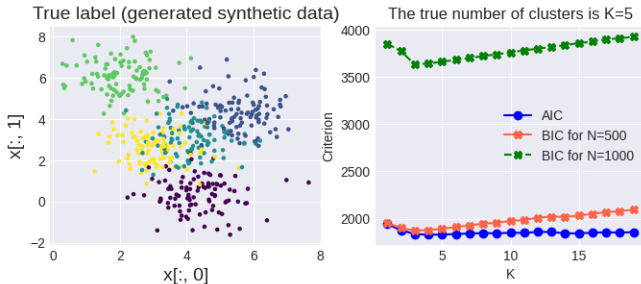 True label (generated synthetic data)
8
6
4
2
0
−2
x[:, 1]
0 2 4 6 8
x[:, 0]
The true number of clusters is K=5
4000
3500
3000
2500
2000
Criterion
AIC
BIC for N=500
BIC for N=1000
5 10 15
K